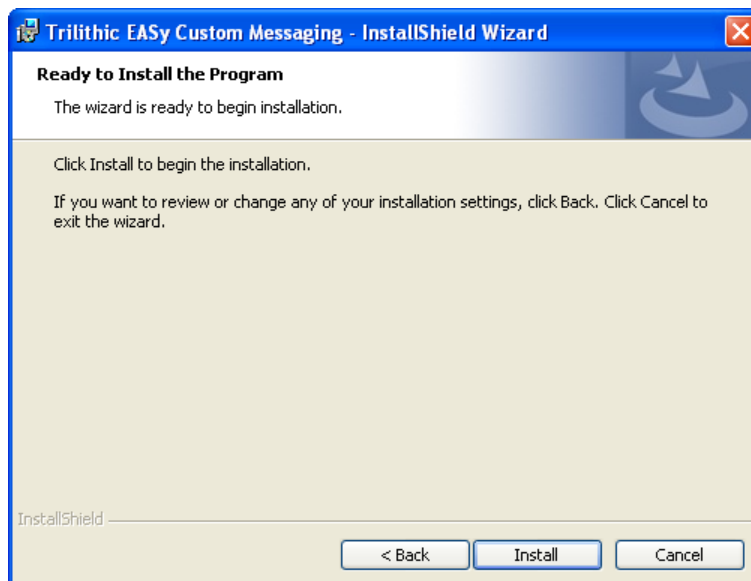 Trilithic EASy Custom Messaging - InstallShield Wizard
Ready to Install the Program
The wizard is ready to begin installation.
Click Install to begin the installation.
If you want to review or change any of your installation settings, click Back. Click Cancel to
exit the wizard.
InstallShield
< Back
Install
Cancel